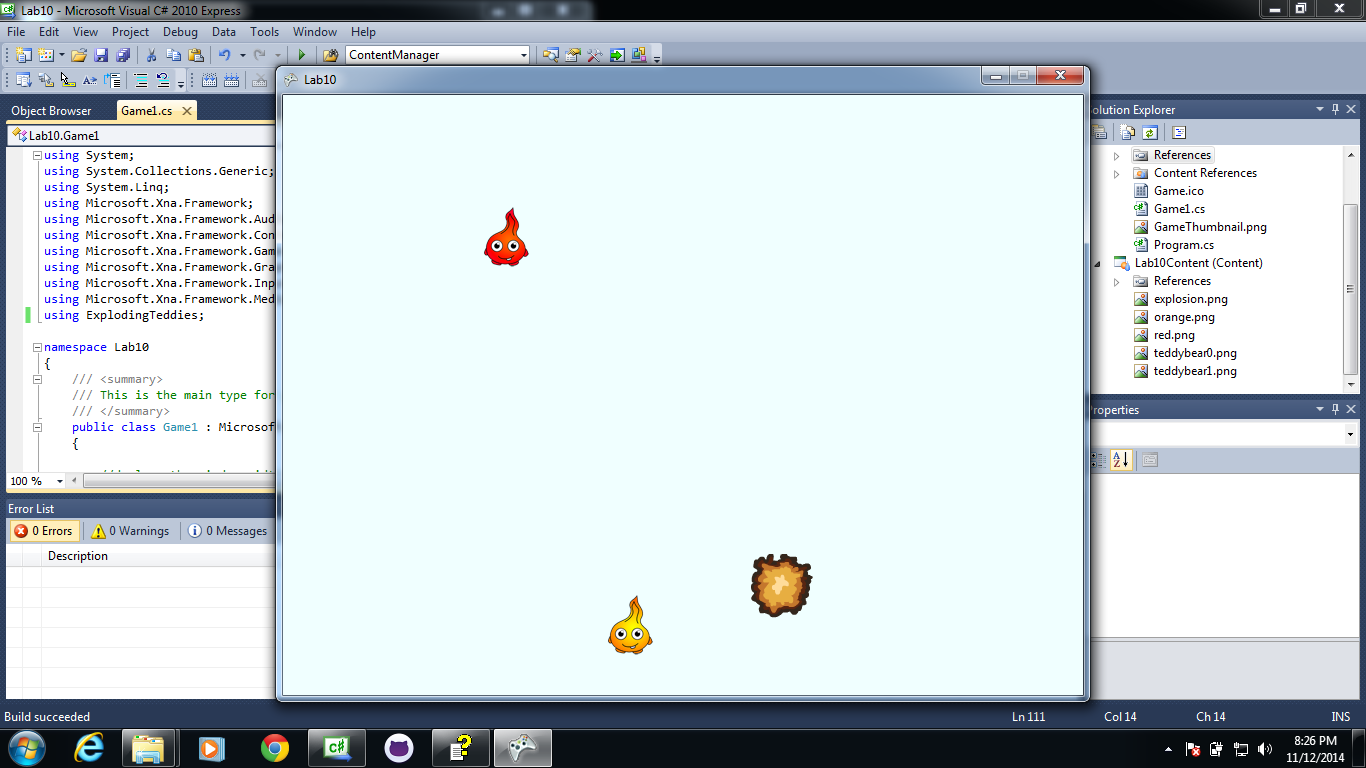 Lab10 - Microsoft Visual C# 2010 Express
File Edit View Project Debug Data Tools Window Help
ContentManager
Lab10
Object Browser
Game1.cs
Lab10.Game1
using System;
using System.Collections.Generic;
using System.Linq;
using Microsoft.Xna.Framework;
using Microsoft.Xna.Framework.Aud
using Microsoft.Xna.Framework.Con
using Microsoft.Xna.Framework.Gam
using Microsoft.Xna.Framework.Gra
using Microsoft.Xna.Framework.Inp
using Microsoft.Xna.Framework.Med
using ExplodingTeddies;
namespace Lab10
{
/// <summary>
/// This is the main type for
/// </summary>
public class Game1 : Microsof
{
100 %
Error List
0 Errors 0 Warnings 0 Messages
Description
olution Explorer
References
Content References
Game.ico
Game1.cs
GameThumbnail.png
Program.cs
Lab10Content (Content)
References
explosion.png
orange.png
red.png
teddybear0.png
teddybear1.png
roperties
Build succeeded Ln 111 Col 14 Ch 14 INS
8:26 PM
11/12/2014